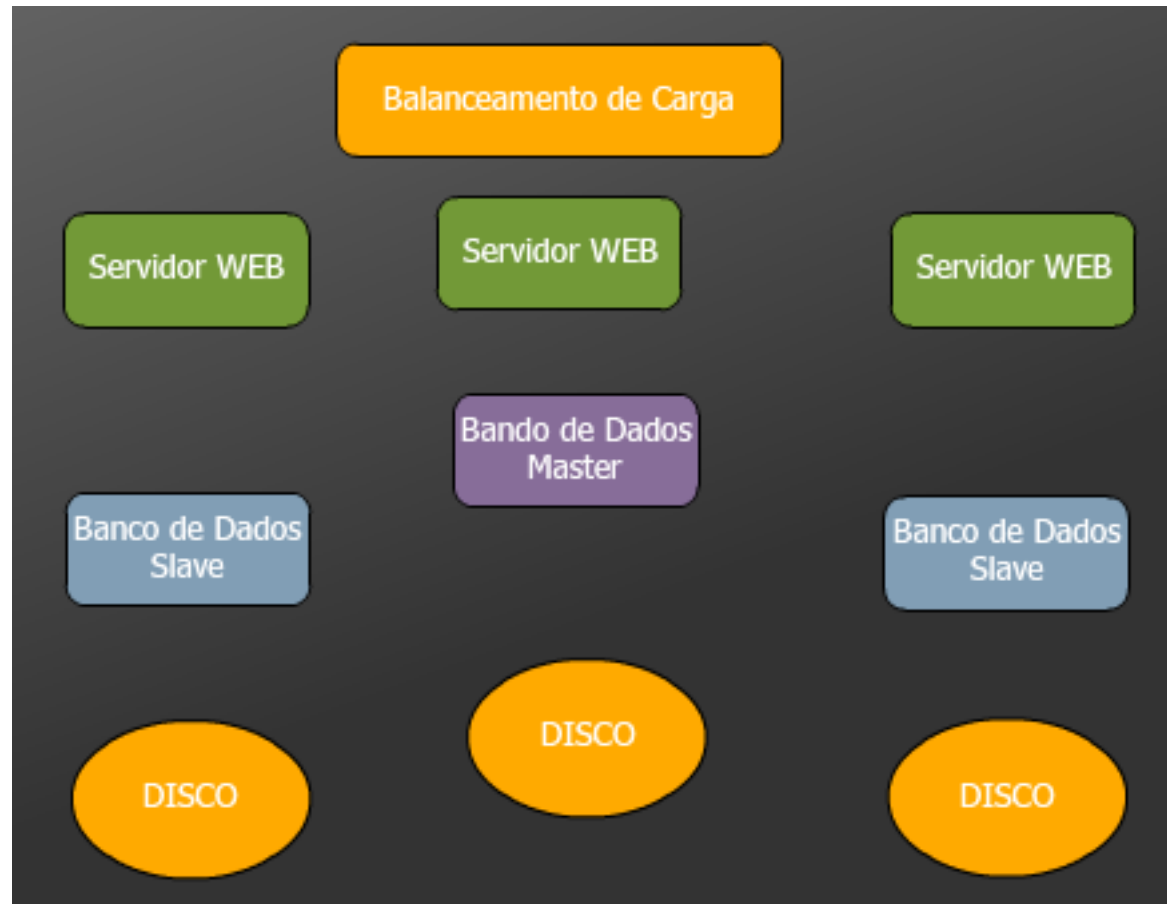 Balanceamento de Carga
Servidor WEB
Servidor WEB
Servidor WEB
Bando de Dados
Master
Banco de Dados
Slave
Banco de Dados
Slave
DISCO
DISCO
DISCO